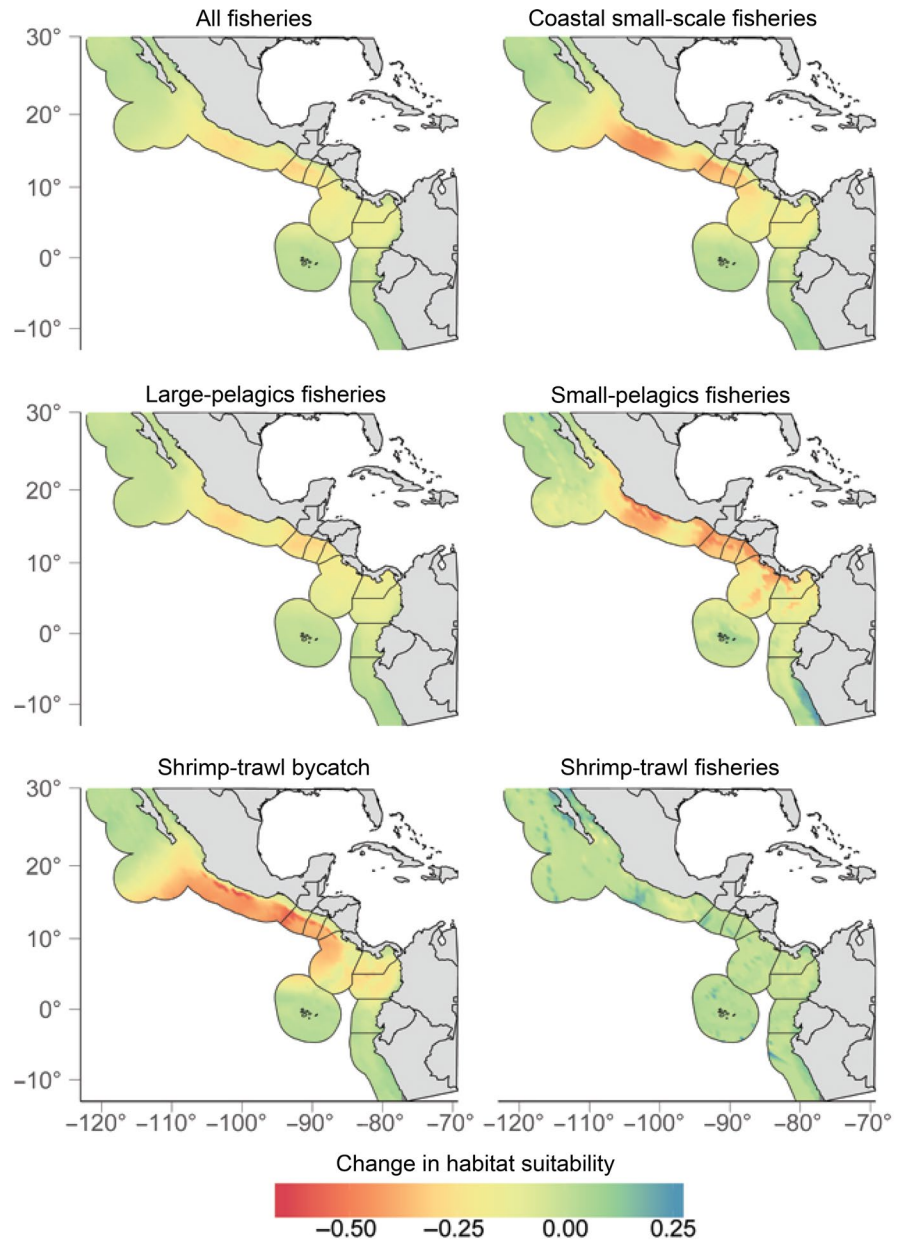 All fisheries
Coastal small-scale fisheries
30°
20°
10°
0°
−10°
Large-pelagics fisheries
Small-pelagics fisheries
30°
20°
10°
0°
−10°
Shrimp-trawl bycatch
Shrimp-trawl fisheries
30°
20°
10°
0°
−10°
−120° −110° −100° −90° −80° −70°
−120° −110° −100° −90° −80° −70°
Change in habitat suitability
−0.50 −0.25 0.00 0.25